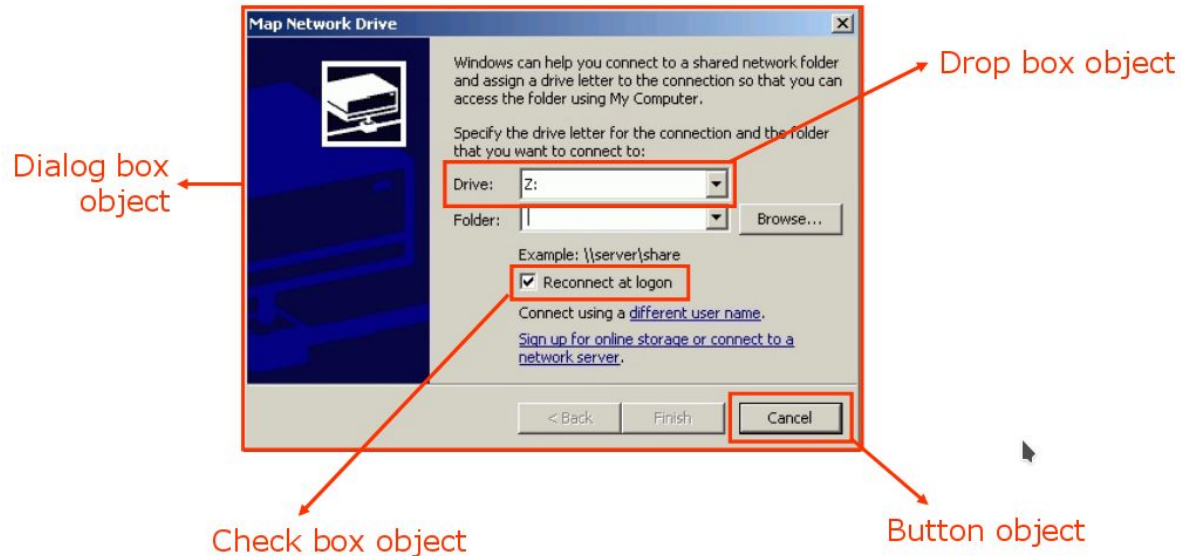 Map Network Drive
Windows can help you connect to a shared network folder
and assign a drive letter to the connection so that you can
access the folder using My Computer.
Specify the drive letter for the connection and the folder
that you want to connect to:
Drive: Z:
Folder: Browse...
Example: \\server\share
Reconnect at logon
Connect using a different user name.
Sign up for online storage or connect to a
network server.
< Back Finish Cancel
Drop box object
Dialog box
object
Check box object
Button object